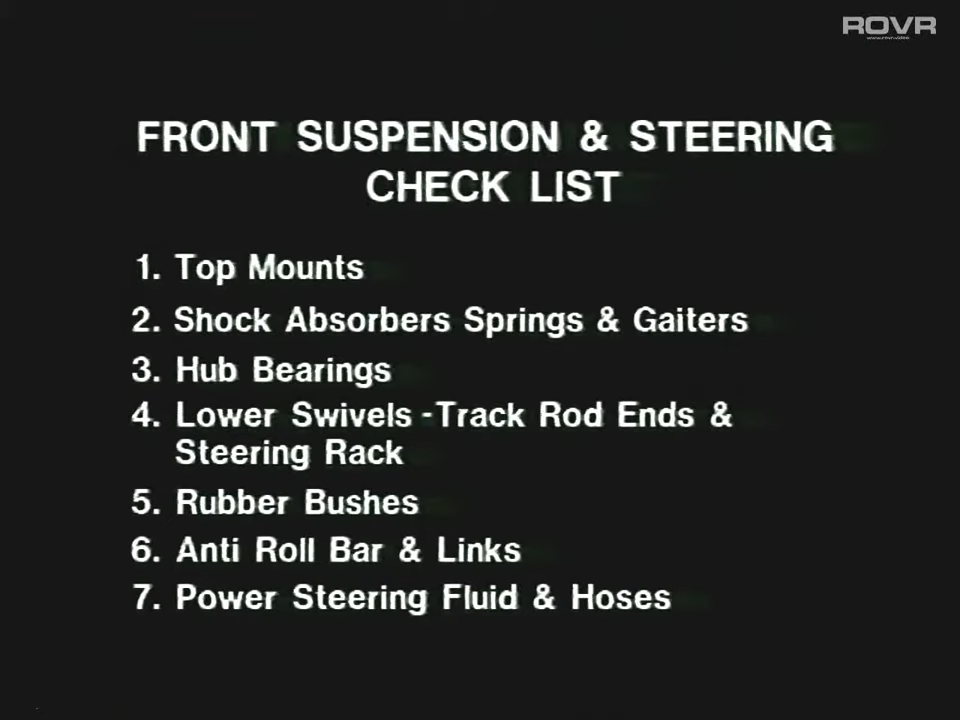 ROVR
FRONT SUSPENSION & STEERING
CHECK LIST
1. Top Mounts
2. Shock Absorbers Springs & Gaiters
3. Hub Bearings
4. Lower Swivels -Track Rod Ends &
Steering Rack
5. Rubber Bushes
6. Anti Roll Bar & Links
7. Power Steering Fluid & Hoses